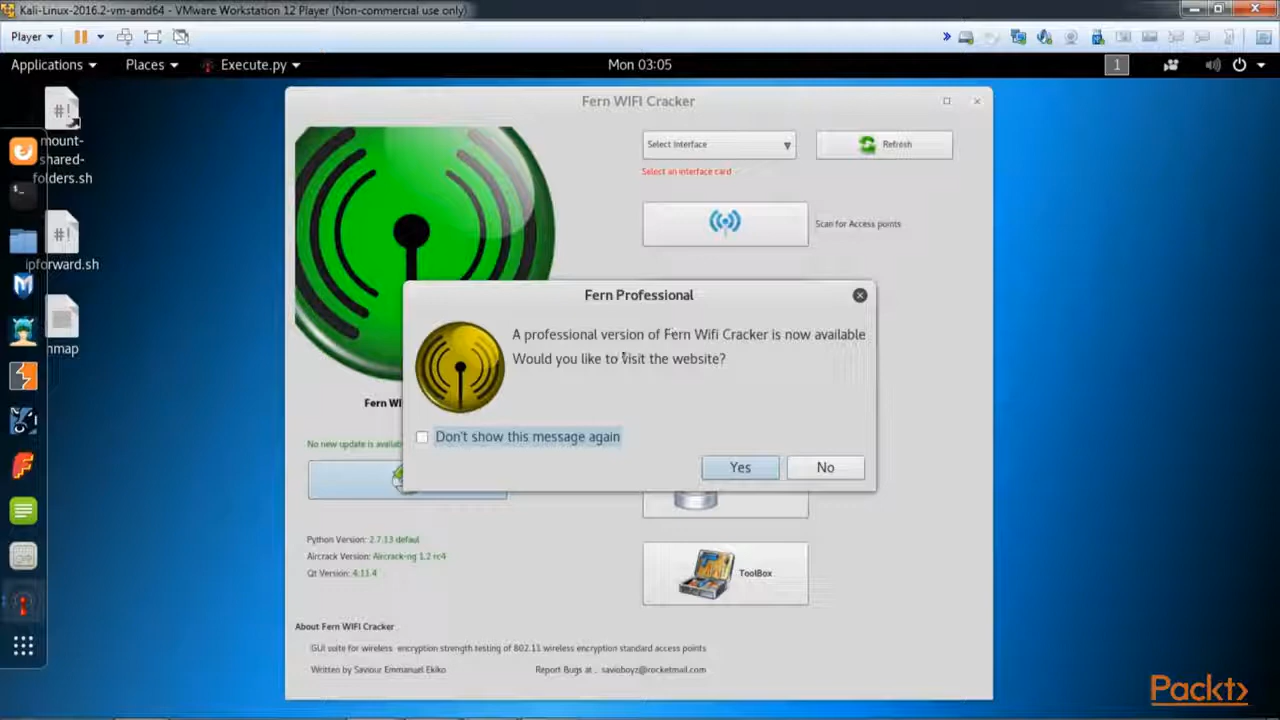 Kali-Linux-2016.2-vm-amd64 - VMware Workstation 12 Player (Non-commercial use only)
Player
Applications
Places
Execute.py
Mon 03:05
1
#!
mount-
shared-
folders.sh
#!
ipforward.sh
nmap
Fern WIFI Cracker
Select Interface
Refresh
Select an interface card
Scan for Access points
Fern Professional
A professional version of Fern Wifi Cracker is now available
Would you like to visit the website?
Don't show this message again
Yes
No
Fern WI
No new update is availab
Python Version: 2.7.13 defaul
Aircrack Version: Aircrack-ng 1.2 rc4
Qt Version: 4.11.4
ToolBox
About Fern WIFI Cracker
GUI suite for wireless encryption strength testing of 802.11 wireless encryption standard access points
Written by Saviour Emmanuel Ekiko
Report Bugs at .. savioboyz@rocketmail.com
Packt>